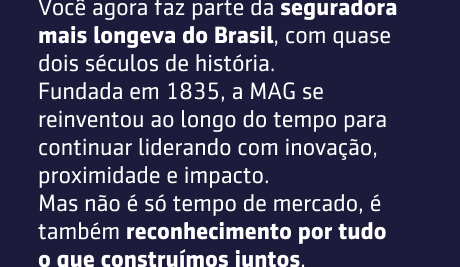 Você agora faz parte da seguradora
mais longeva do Brasil, com quase
dois séculos de história.
Fundada em 1835, a MAG se
reinventou ao longo do tempo para
continuar liderando com inovação,
proximidade e impacto.
Mas não é só tempo de mercado, é
também reconhecimento por tudo
o que construímos juntos.